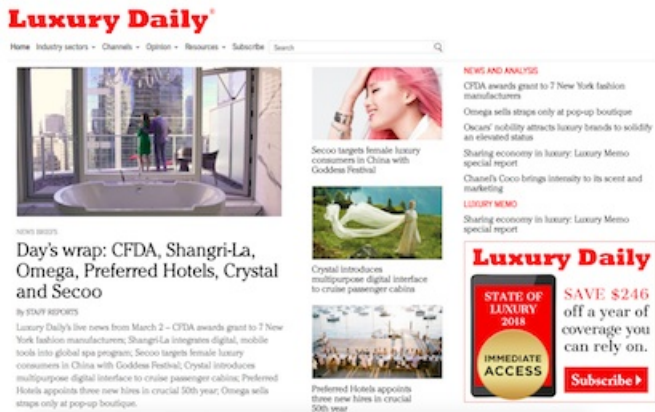 Luxury Daily®
Home Industry sectors Channels Opinion Resources Subscribe Search
NEWS BRIEFS
Day's wrap: CFDA, Shangri-La,
Omega, Preferred Hotels, Crystal
and Secoo
By STAFF REPORTS
Luxury Daily's live news from March 2 – CFDA awards grant to 7 New
York fashion manufacturers; Shangri-La integrates digital, mobile
tools into global spa program; Secoo targets female luxury
consumers in China with Goddess Festival; Crystal introduces
multipurpose digital interface to cruise passenger cabins; Preferred
Hotels appoints three new hires in crucial 50th year; Omega sells
straps only at pop-up boutique.
Secoo targets female luxury
consumers in China with
Goddess Festival
Crystal introduces
multipurpose digital interface
to cruise passenger cabins
Preferred Hotels appoints
three new hires in crucial
50th year
NEWS AND ANALYSIS
CFDA awards grant to 7 New York fashion
manufacturers
Omega sells straps only at pop-up boutique
Oscars' nobility attracts luxury brands to solidify
an elevated status
Sharing economy in luxury: Luxury Memo
special report
Chanel's Coco brings intensity to its scent and
marketing
LUXURY MEMO
Sharing economy in luxury: Luxury Memo
special report
Luxury Daily
STATE OF
LUXURY
2018
IMMEDIATE
ACCESS
SAVE $246
off a year of
coverage you
can rely on.
Subscribe